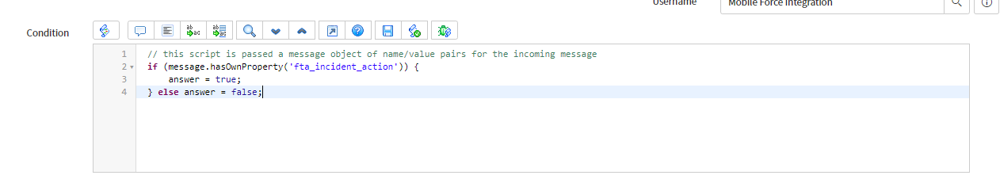 Username
Mobile Force Integration
Condition
1 // this script is passed a message object of name/value pairs for the incoming message
2 if (message.hasOwnProperty('fta_incident_action')) {
3     answer = true;
4 } else answer = false;